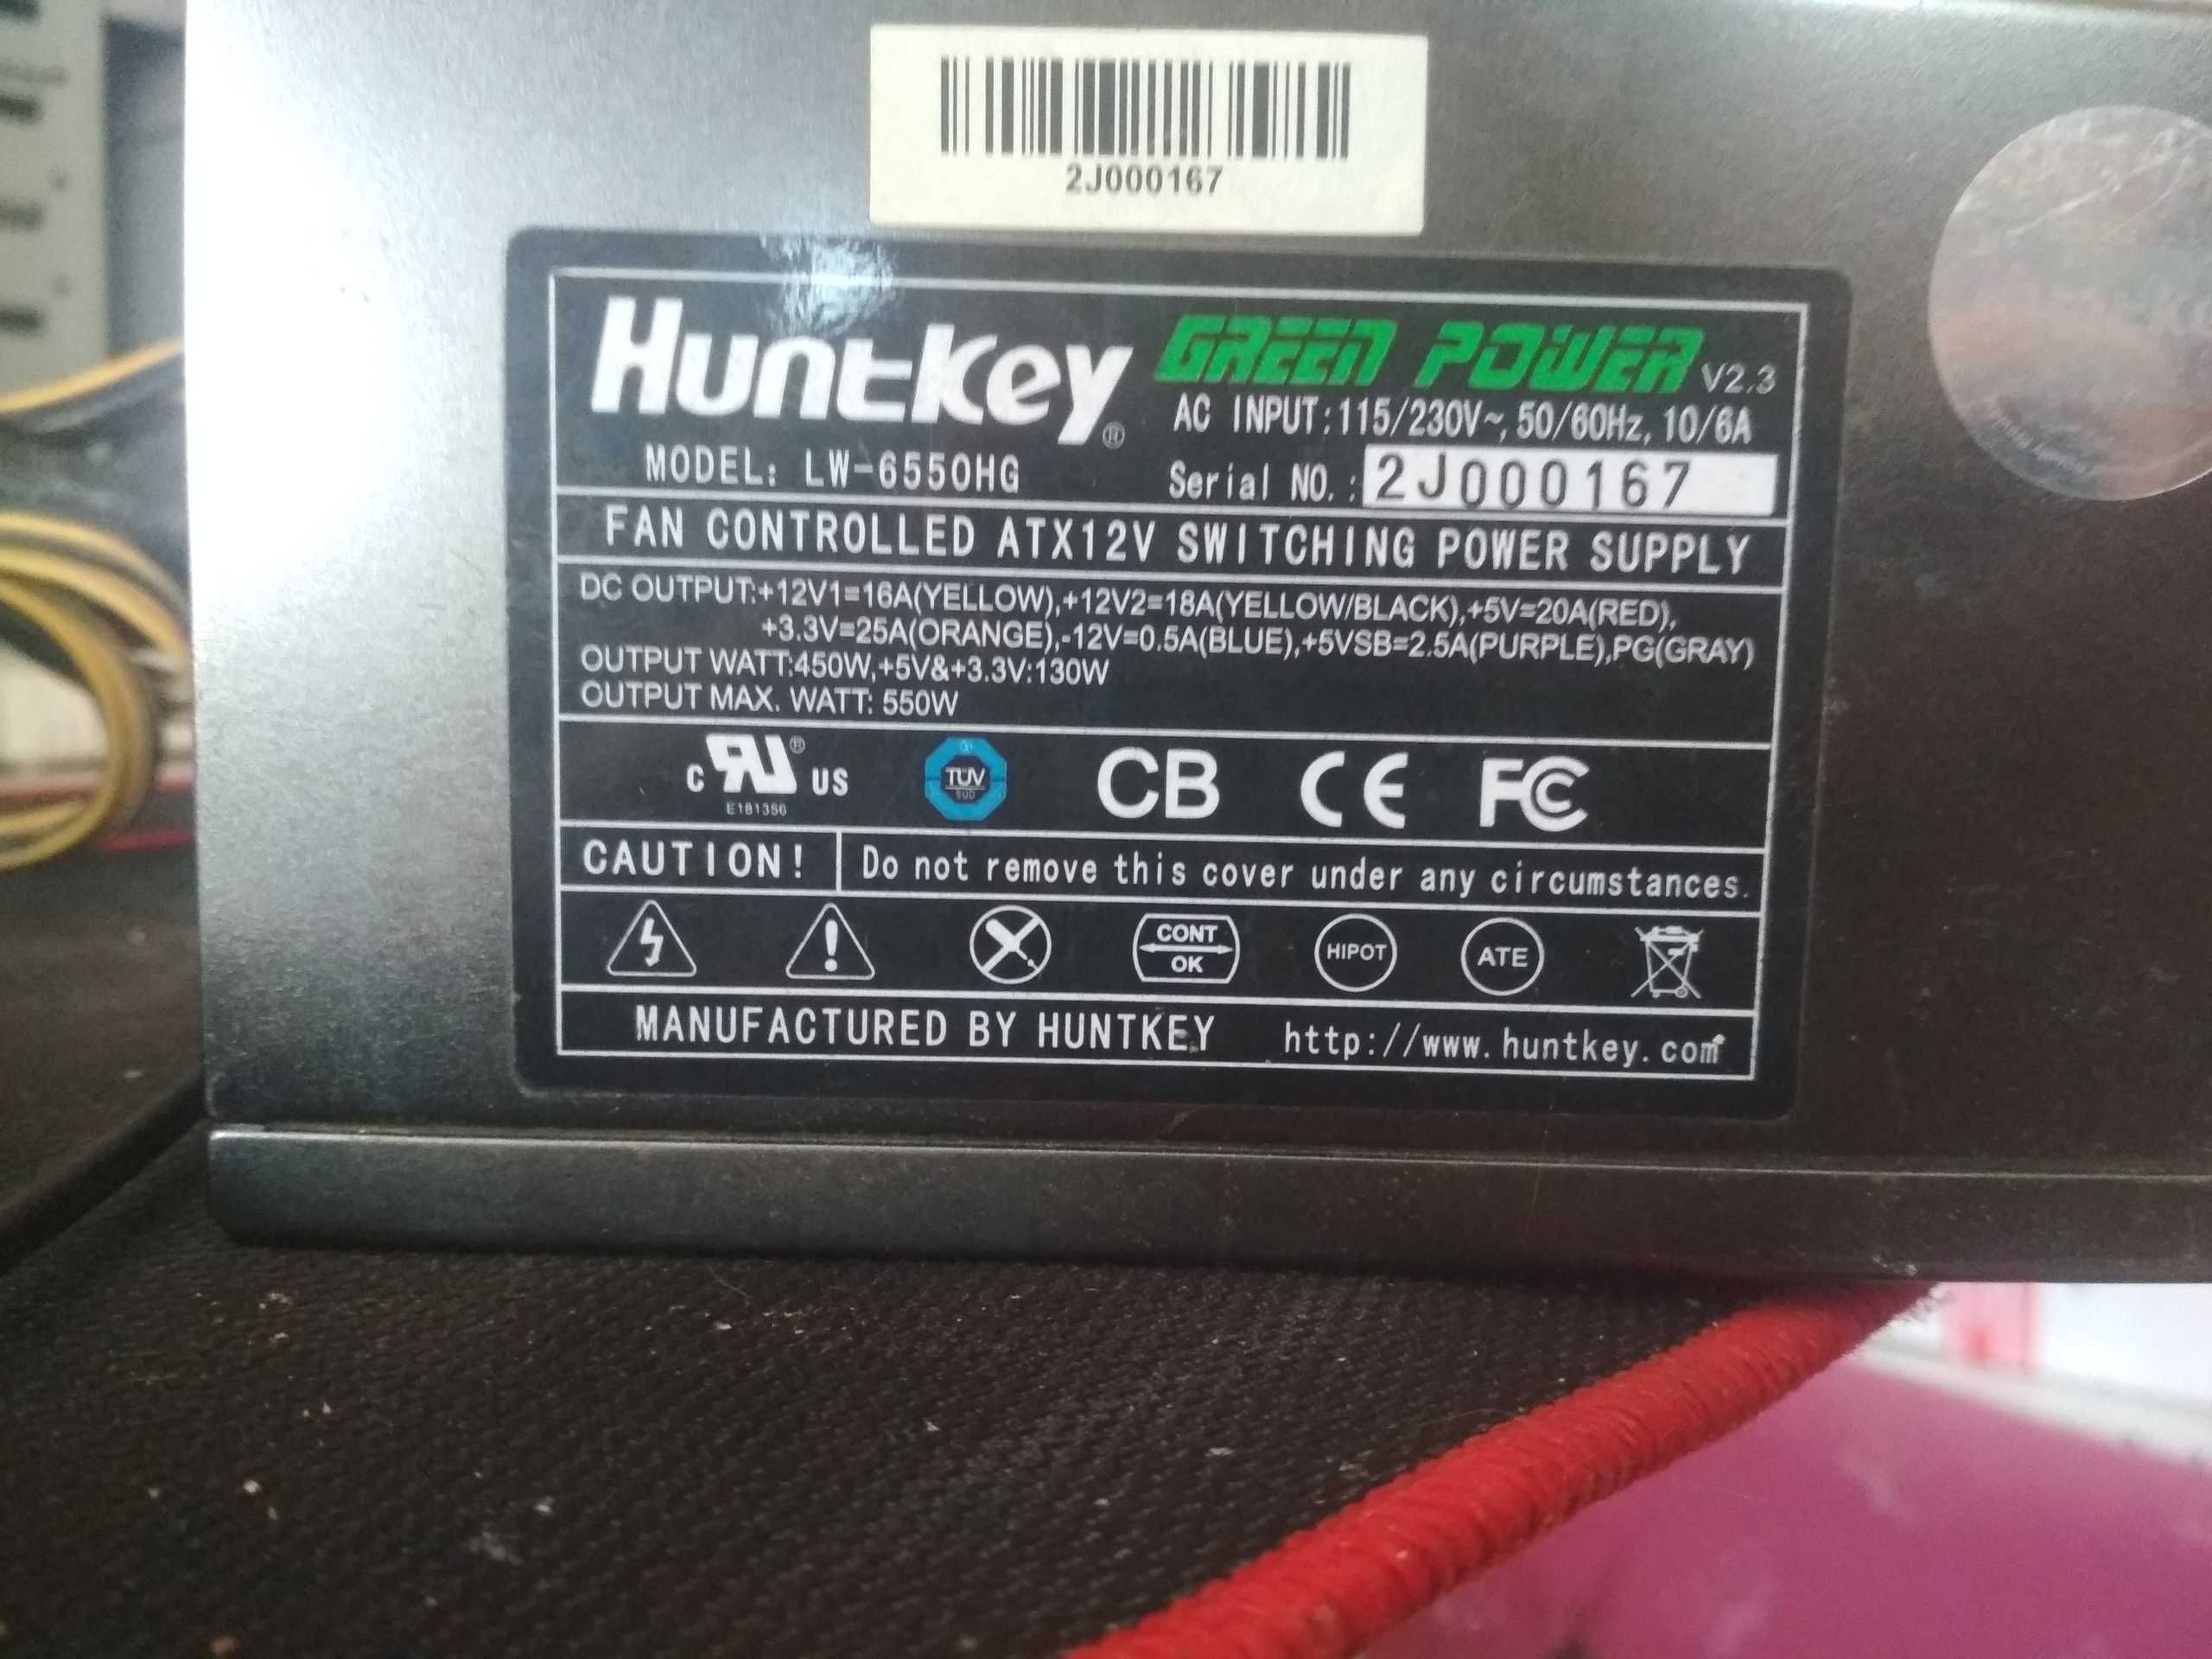 2J000167
HuntKey®
GREEN POWER V2.3
AC INPUT:115/230V~, 50/60Hz, 10/6A
MODEL: LW-6550HG
Serial NO.: 2J000167
FAN CONTROLLED ATX12V SWITCHING POWER SUPPLY
DC OUTPUT:+12V1=16A(YELLOW),+12V2=18A(YELLOW/BLACK),+5V=20A(RED),
+3.3V=25A(ORANGE),-12V=0.5A(BLUE),+5VSB=2.5A(PURPLE),PG(GRAY)
OUTPUT WATT:450W,+5V&+3.3V:130W
OUTPUT MAX. WATT: 550W
C RU® US
E181356
TÜV
SÜD
CB CE FC
CAUTION! Do not remove this cover under any circumstances.
CONT
OK
HIPOT
ATE
MANUFACTURED BY HUNTKEY http://www.huntkey.com